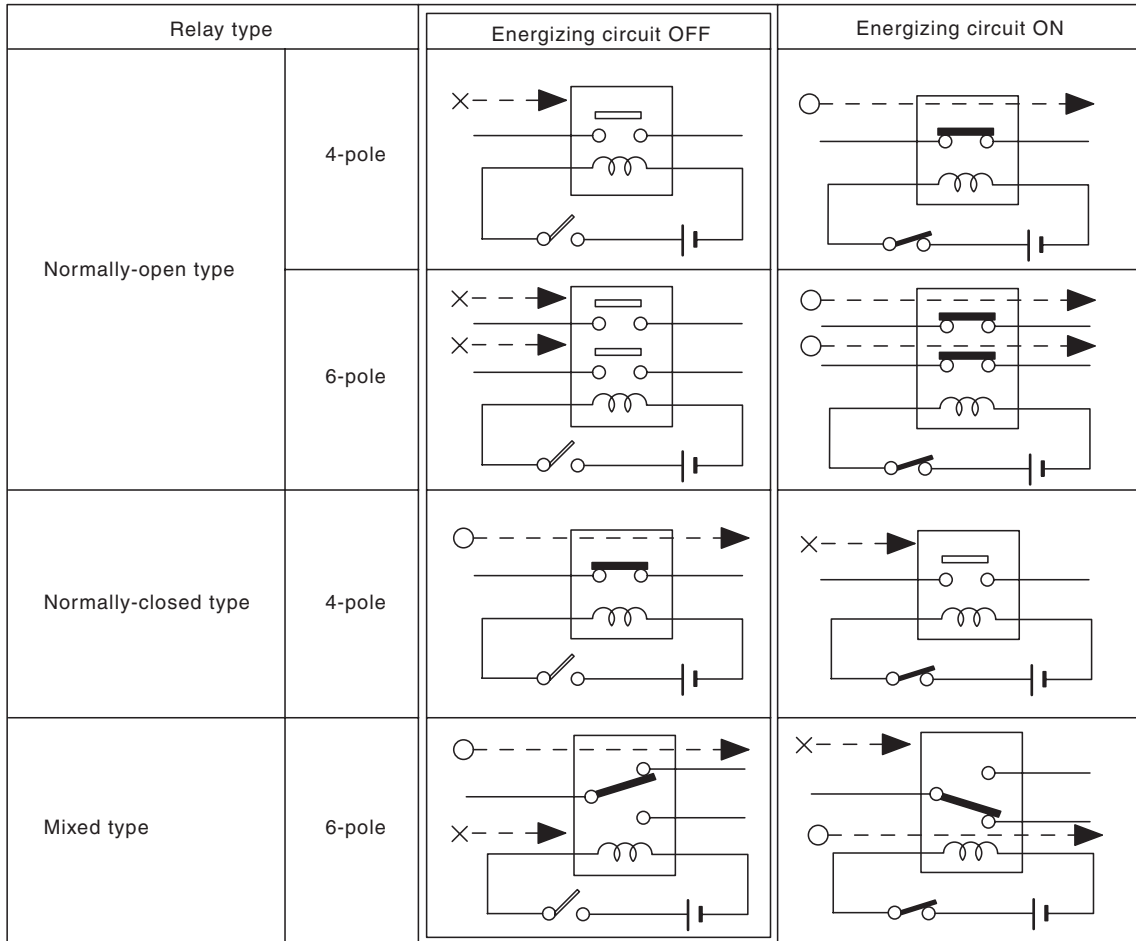 Relay type
Energizing circuit OFF
Energizing circuit ON
Normally-open type
4-pole
6-pole
Normally-closed type
4-pole
Mixed type
6-pole